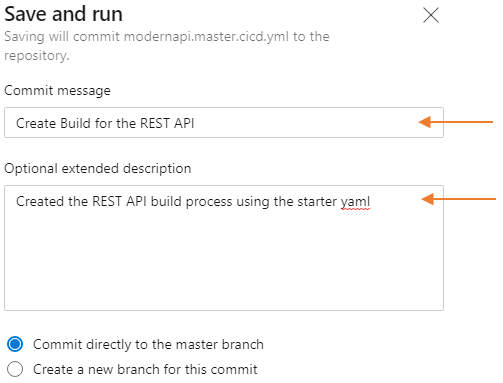 Save and run
Saving will commit modernapi.master.cicd.yml to the
repository.
Commit message
Create Build for the REST API
Optional extended description
Created the REST API build process using the starter yaml
Commit directly to the master branch
Create a new branch for this commit